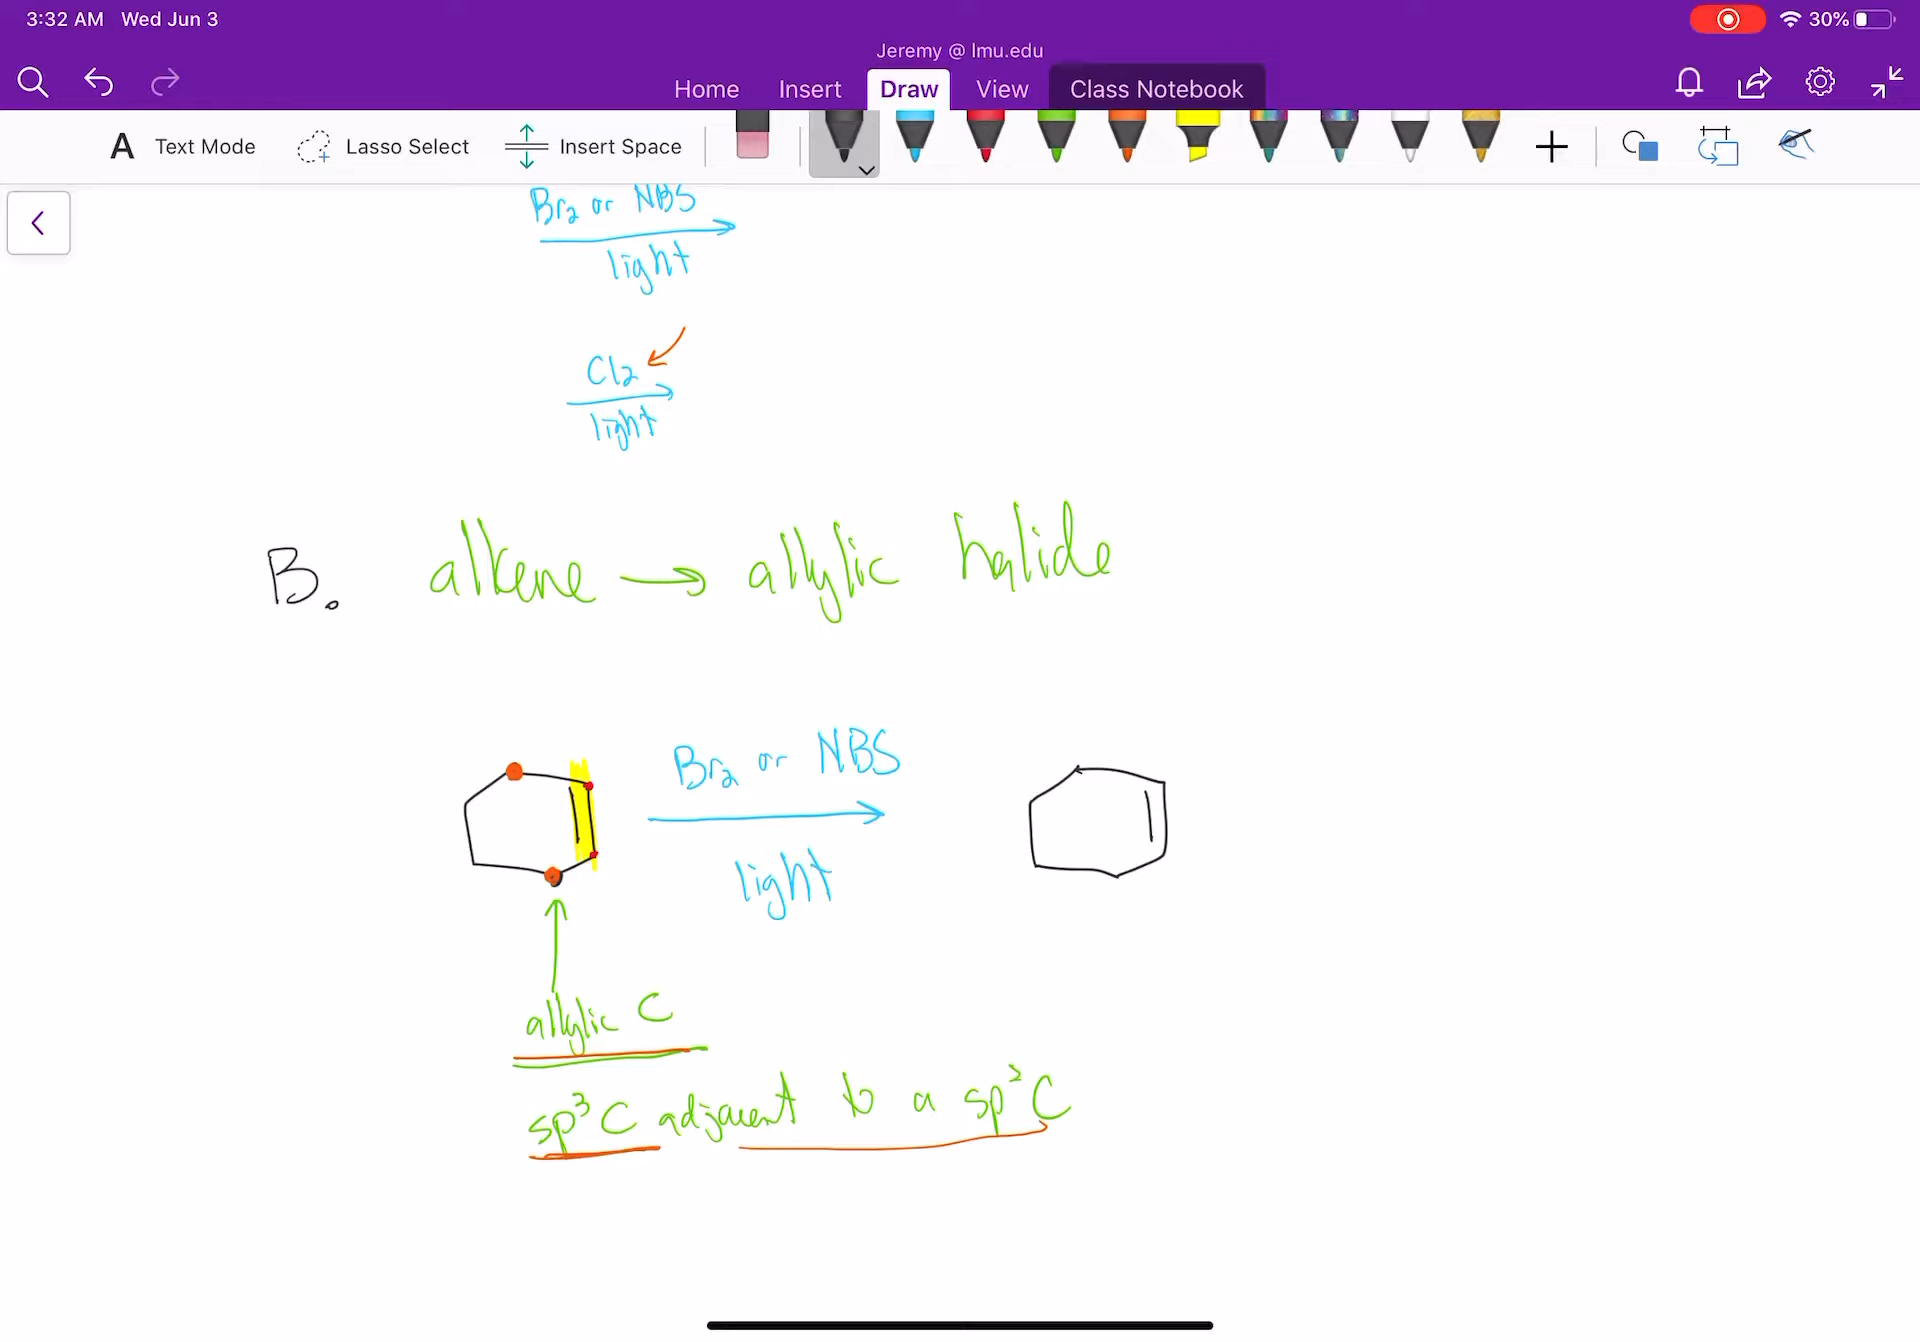 3:32 AM Wed Jun 3
30%
Jeremy @ lmu.edu
Home Insert Draw View Class Notebook
A Text Mode Lasso Select Insert Space
Br₂ or NBS
light
Cl₂
light
B. alkene → allylic halide
Br₂ or NBS
light
allylic C
sp³ C adjacent to a sp² C